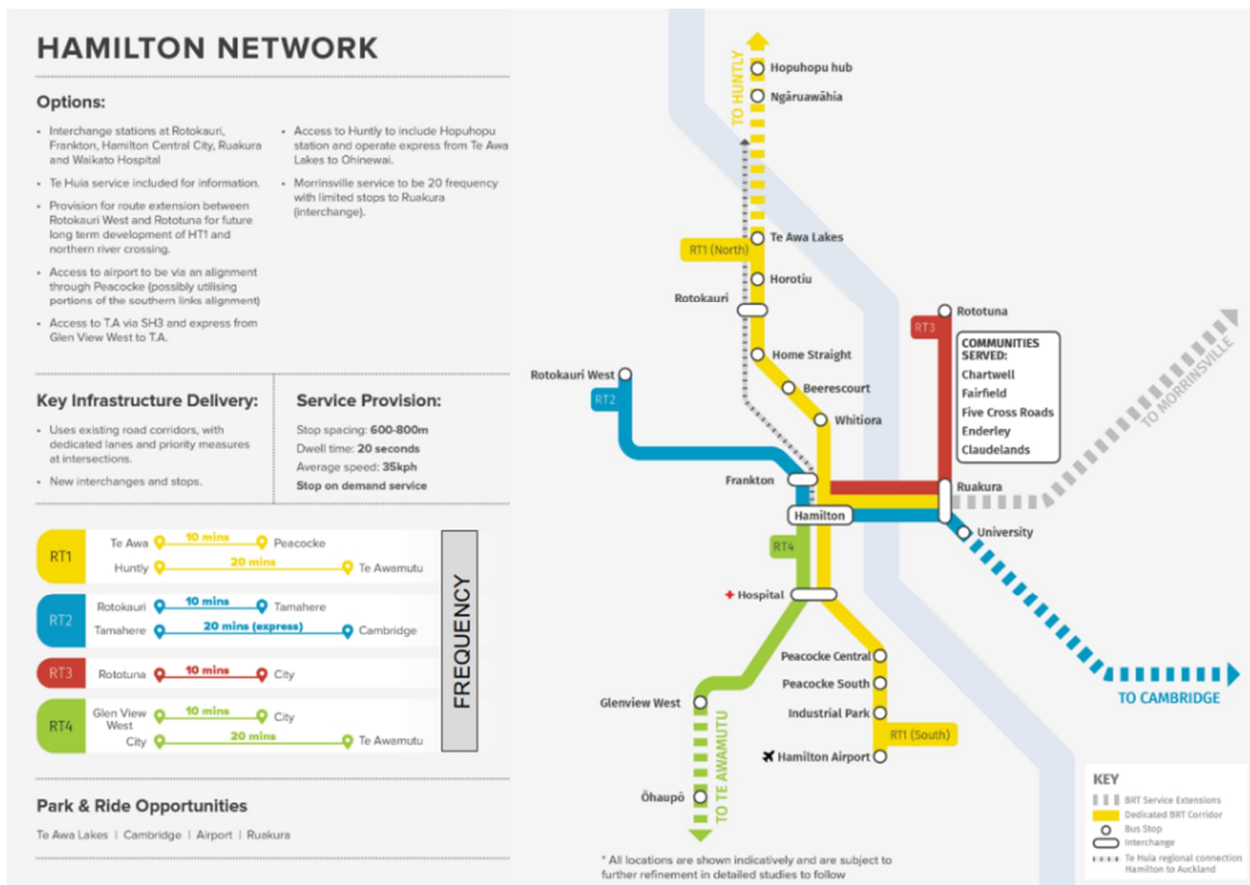 HAMILTON NETWORK
Options:
• Interchange stations at Rotokauri,
Frankton, Hamilton Central City, Ruakura
and Waikato Hospital
• Te Huia service included for information.
• Provision for route extension between
Rotokauri West and Rototuna for future
long term development of HT1 and
northern river crossing.
• Access to airport to be via an alignment
through Peacocke (possibly utilising
portions of the southern links alignment)
• Access to T.A via SH3 and express from
Glen View West to T.A.
• Access to Huntly to include Hopuhopu
station and operate express from Te Awa
Lakes to Ohinewai.
• Morrinsville service to be 20 frequency
with limited stops to Ruakura
(interchange).
Key Infrastructure Delivery:
• Uses existing road corridors, with
dedicated lanes and priority measures
at intersections.
• New interchanges and stops.
Service Provision:
Stop spacing: 600-800m
Dwell time: 20 seconds
Average speed: 35kph
Stop on demand service
RT1
Te Awa 10 mins Peacocke
Huntly 20 mins Te Awamutu
RT2
Rotokauri 10 mins Tamahere
Tamahere 20 mins (express) Cambridge
RT3
Rototuna 10 mins City
RT4
Glen View
West 10 mins City
City 20 mins Te Awamutu
FREQUENCY
Park & Ride Opportunities
Te Awa Lakes | Cambridge | Airport | Ruakura
TO HUNTLY
Hopuhopu hub
Ngāruawāhia
Te Awa Lakes
RT1 (North)
Horotiu
Rotokauri
Home Straight
Beerescourt
Whitiora
Rotokauri West
RT2
Frankton
Hamilton
RT4
Hospital
Rototuna
RT3
COMMUNITIES
SERVED:
Chartwell
Fairfield
Five Cross Roads
Enderley
Claudelands
Ruakura
University
TO MORRINSVILLE
TO CAMBRIDGE
Peacocke Central
Peacocke South
Industrial Park
RT1 (South)
Hamilton Airport
Glenview West
TO TE AWAMUTU
Ōhaupō
* All locations are shown indicatively and are subject to
further refinement in detailed studies to follow
KEY
BRT Service Extensions
Dedicated BRT Corridor
Bus Stop
Interchange
Te Huia regional connection
Hamilton to Auckland